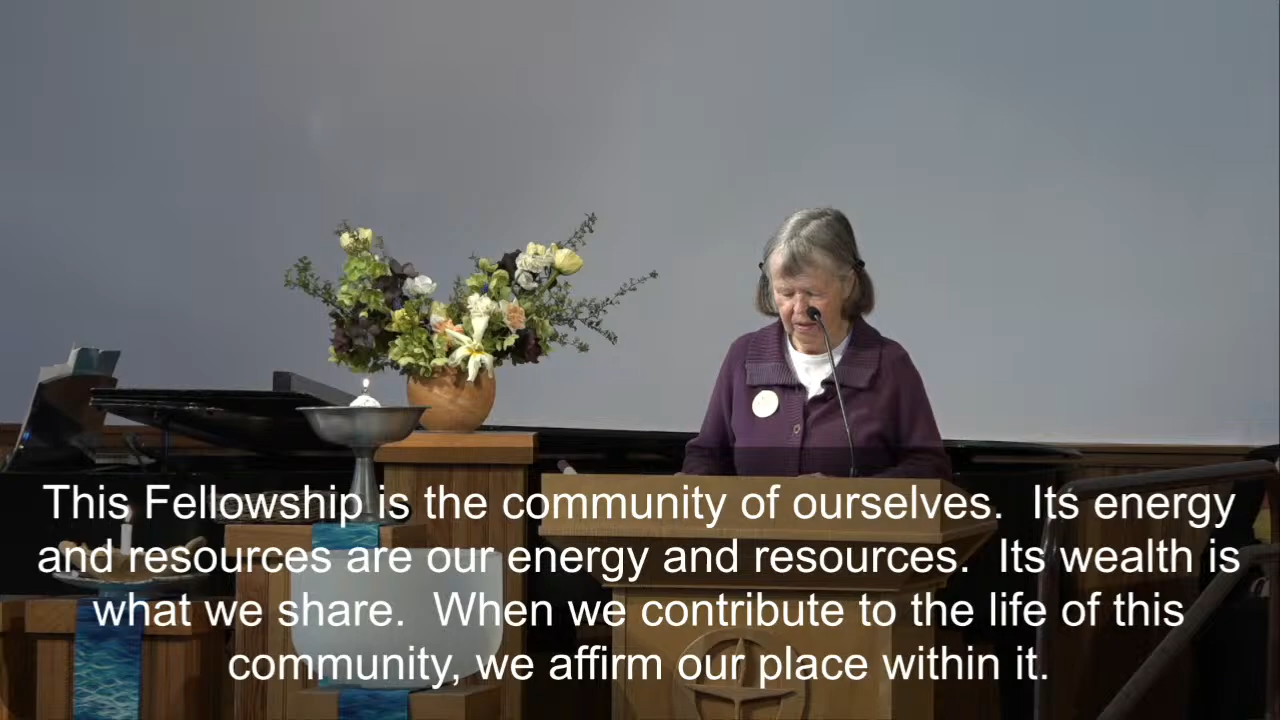 This Fellowship is the community of ourselves.  Its energy
and resources are our energy and resources.  Its wealth is
what we share.  When we contribute to the life of this
community, we affirm our place within it.